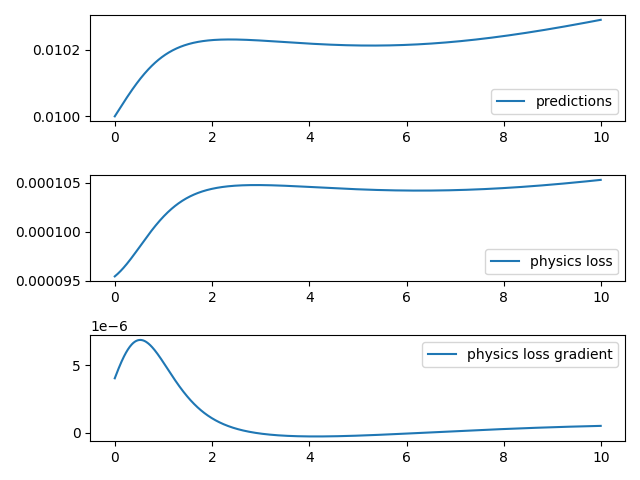 0.0102
0.0100
predictions
0 2 4 6 8 10
0.000105
0.000100
0.000095
physics loss
0 2 4 6 8 10
1e−6
5
0
physics loss gradient
0 2 4 6 8 10